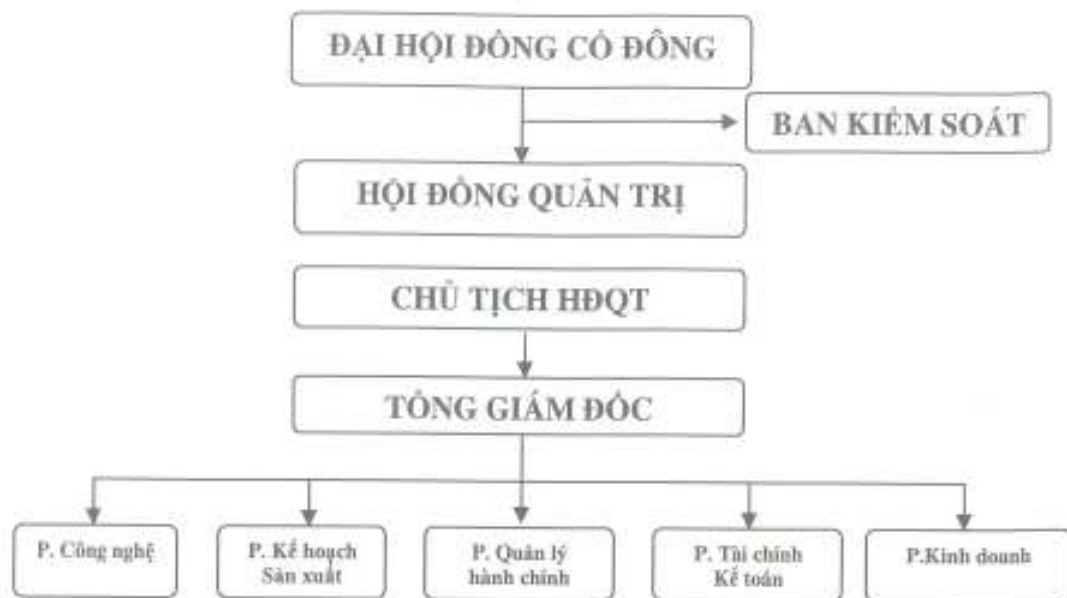 ĐẠI HỘI ĐỒNG CỔ ĐÔNG
BAN KIỂM SOÁT
HỘI ĐỒNG QUẢN TRỊ
CHỦ TỊCH HĐQT
TỔNG GIÁM ĐỐC
P. Công nghệ
P. Kế hoạch
Sản xuất
P. Quản lý
hành chính
P. Tài chính
Kế toán
P.Kinh doanh